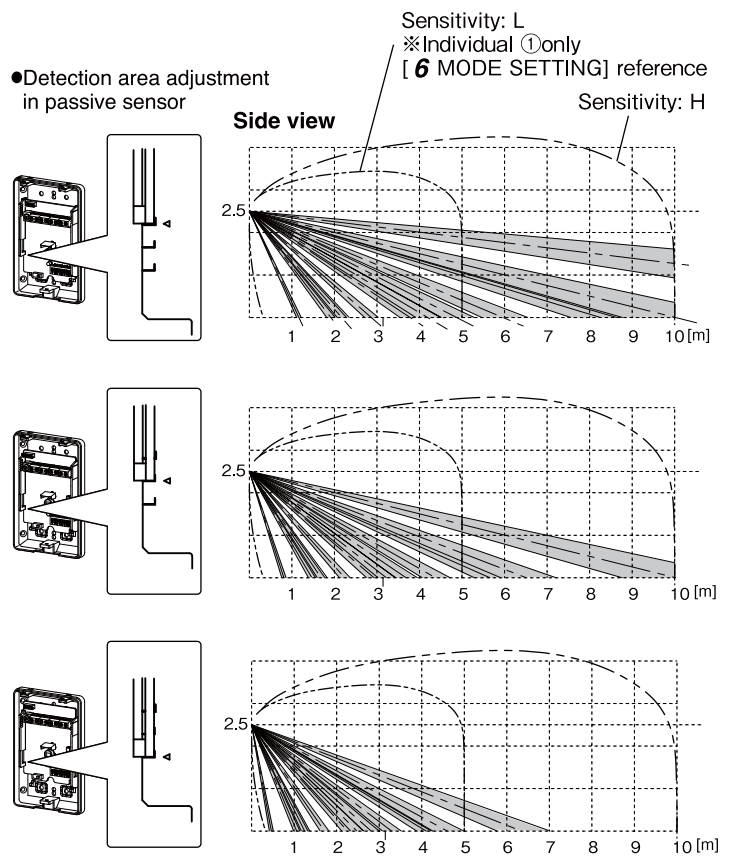 Sensitivity: L
※Individual ①only
[ 6 MODE SETTING] reference
●Detection area adjustment
in passive sensor
Sensitivity: H
Side view
2.5
1 2 3 4 5 6 7 8 9 10 [m]
2.5
1 2 3 4 5 6 7 8 9 10 [m]
2.5
1 2 3 4 5 6 7 8 9 10 [m]